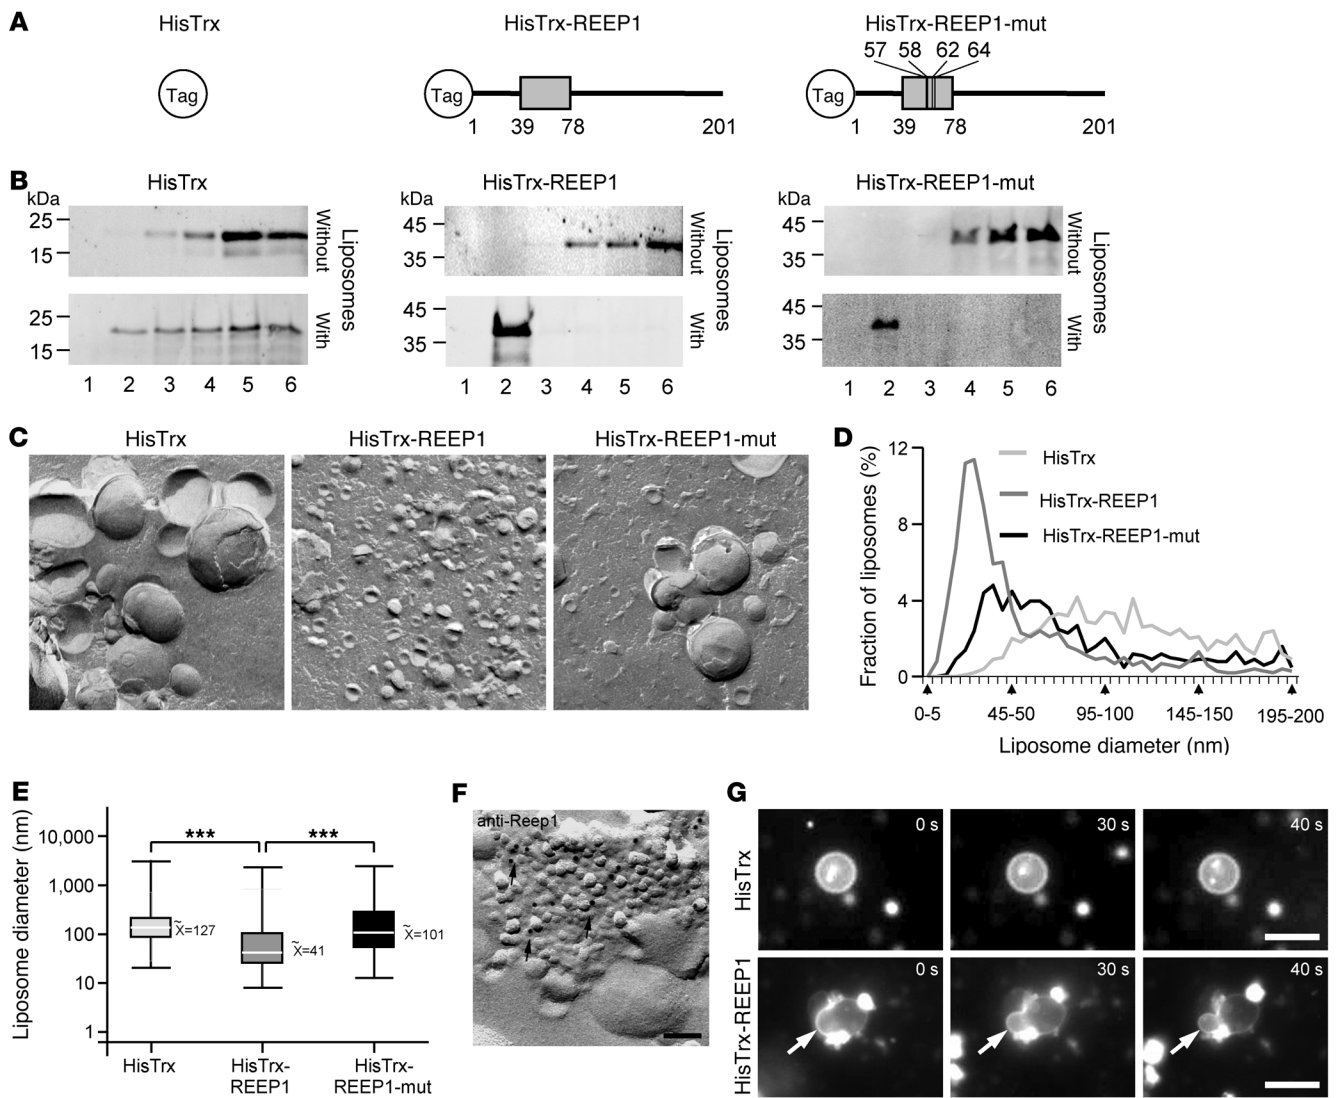 A
HisTrx
HisTrx-REEP1
HisTrx-REEP1-mut
57 58 62 64
Tag
Tag
1 39 78 201
Tag
1 39 78 201
B
HisTrx
kDa
25
15
Without
25
15
With
Liposomes
1 2 3 4 5 6
HisTrx-REEP1
kDa
45
35
Without
45
35
With
Liposomes
1 2 3 4 5 6
HisTrx-REEP1-mut
kDa
45
35
Without
45
35
With
Liposomes
1 2 3 4 5 6
C
HisTrx
HisTrx-REEP1
HisTrx-REEP1-mut
D
Fraction of liposomes (%)
12
8
4
0
HisTrx
HisTrx-REEP1
HisTrx-REEP1-mut
0-5 45-50 95-100 145-150 195-200
Liposome diameter (nm)
E
Liposome diameter (nm)
10,000
1,000
100
10
1
*** ***
x̃=127
x̃=41
x̃=101
HisTrx
HisTrx-
REEP1
HisTrx-
REEP1-mut
F
anti-Reep1
G
HisTrx
0 s
30 s
40 s
HisTrx-REEP1
0 s
30 s
40 s